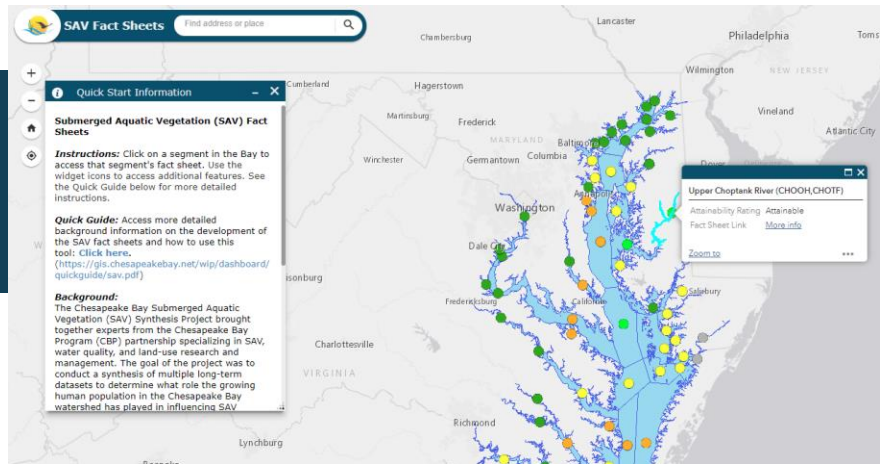 SAV Fact Sheets
Find address or place
Quick Start Information
Submerged Aquatic Vegetation (SAV) Fact
Sheets
Instructions: Click on a segment in the Bay to
access that segment's fact sheet. Use the
widget icons to access additional features. See
the Quick Guide below for more detailed
instructions.
Quick Guide: Access more detailed
background information on the development of
the SAV fact sheets and how to use this
tool: Click here.
(https://gis.chesapeakebay.net/wip/dashboard/
quickguide/sav.pdf)
Background:
The Chesapeake Bay Submerged Aquatic
Vegetation (SAV) Synthesis Project brought
together experts from the Chesapeake Bay
Program (CBP) partnership specializing in SAV,
water quality, and land-use research and
management. The goal of the project was to
conduct a synthesis of multiple long-term
datasets to determine what role the growing
human population in the Chesapeake Bay
watershed has played in influencing SAV
Lancaster
Chambersburg
Philadelphia
Toms
Wilmington
NEW JERSEY
Cumberland
Hagerstown
Vineland
Martinsburg
Frederick
Atlantic City
MARYLAND
Baltimore
Winchester
Germantown
Columbia
Dover
Annapolis
Washington
Upper Choptank River (CHOOH,CHOTF)
Attainability Rating Attainable
Fact Sheet Link More info
Zoom to
Dale City
Salisbury
Fredericksburg
California
Charlottesville
VIRGINIA
Richmond
Lynchburg